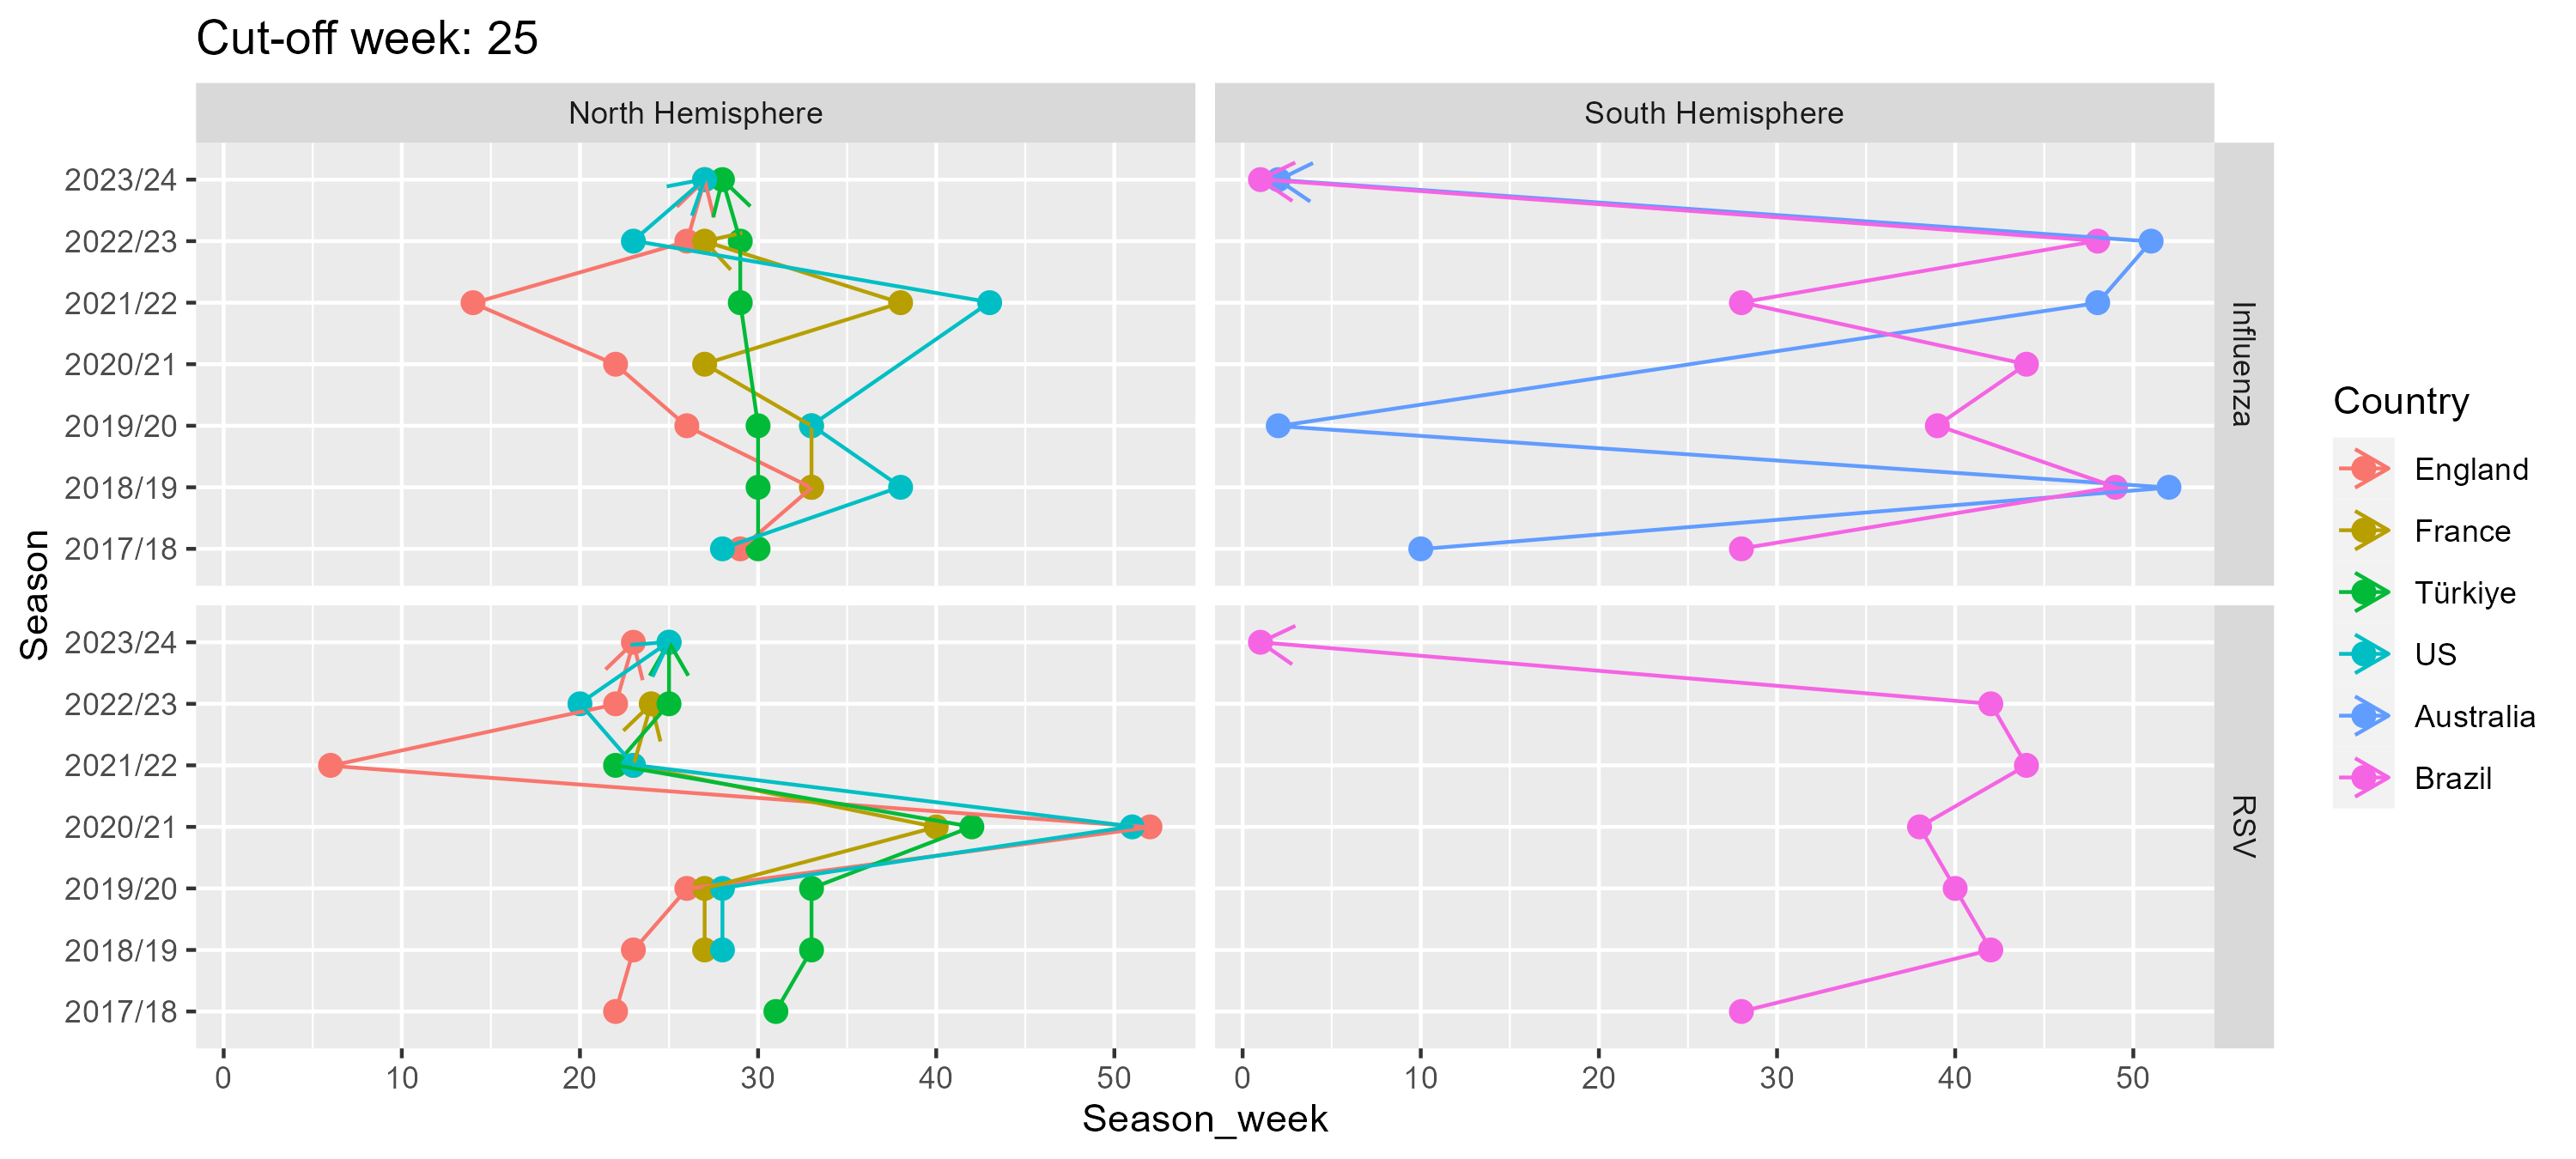 Cut-off week: 25
North Hemisphere
South Hemisphere
2023/24
2022/23
2021/22
2020/21
2019/20
2018/19
2017/18
Influenza
2023/24
2022/23
2021/22
2020/21
2019/20
2018/19
2017/18
RSV
Season
0 10 20 30 40 50
0 10 20 30 40 50
Season_week
Country
England
France
Türkiye
US
Australia
Brazil